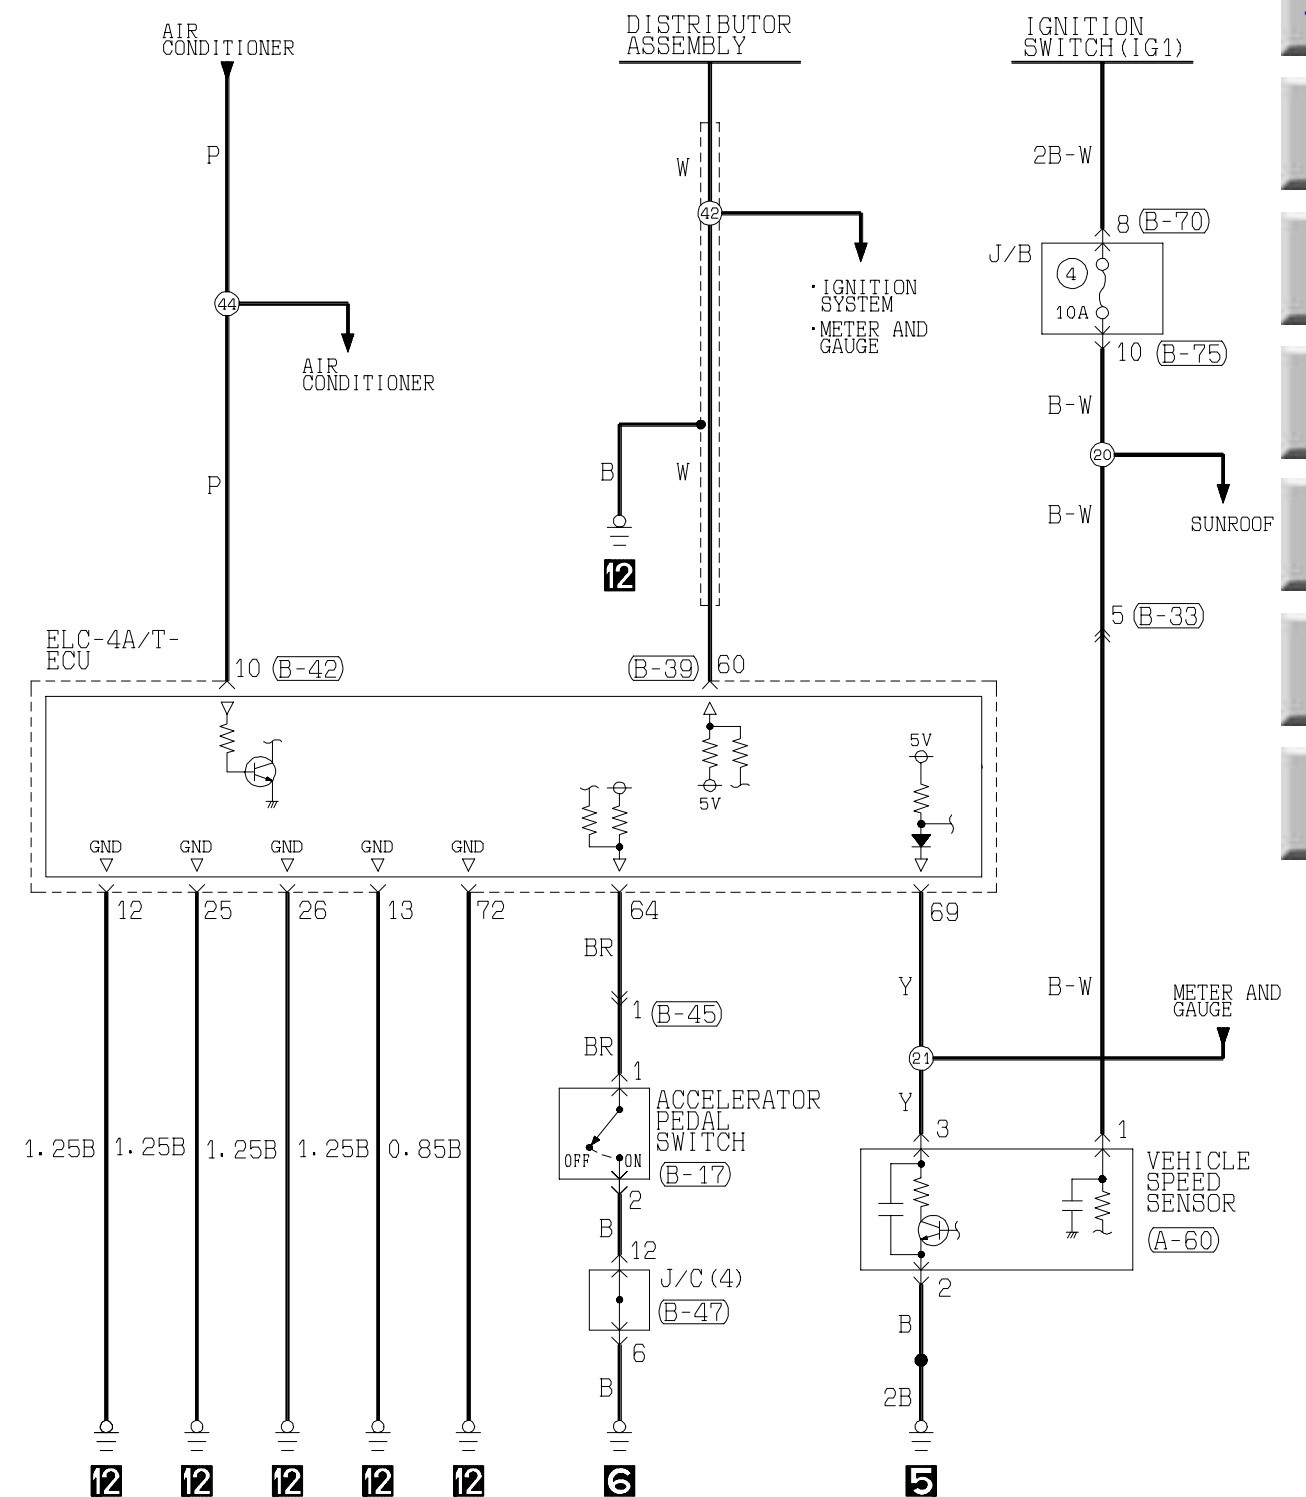 AIR
CONDITIONER
DISTRIBUTOR
ASSEMBLY
IGNITION
SWITCH(IG1)
P
W
2B-W
42
8 (B-70)
J/B
4
10A
·IGNITION
SYSTEM
·METER AND
GAUGE
44
AIR
CONDITIONER
10 (B-75)
B-W
20
P
B
W
B-W
SUNROOF
12
5 (B-33)
ELC-4A/T-
ECU
10 (B-42)
(B-39) 60
5V
5V
GND
GND
GND
GND
GND
12
25
26
13
72
64
69
BR
Y
B-W
METER AND
GAUGE
1 (B-45)
BR
21
1
ACCELERATOR
PEDAL
SWITCH
Y
3
1
1.25B
1.25B
1.25B
1.25B
0.85B
OFF
ON
(B-17)
VEHICLE
SPEED
SENSOR
(A-60)
2
B
12
J/C(4)
(B-47)
2
B
6
B
2B
12
12
12
12
12
6
5